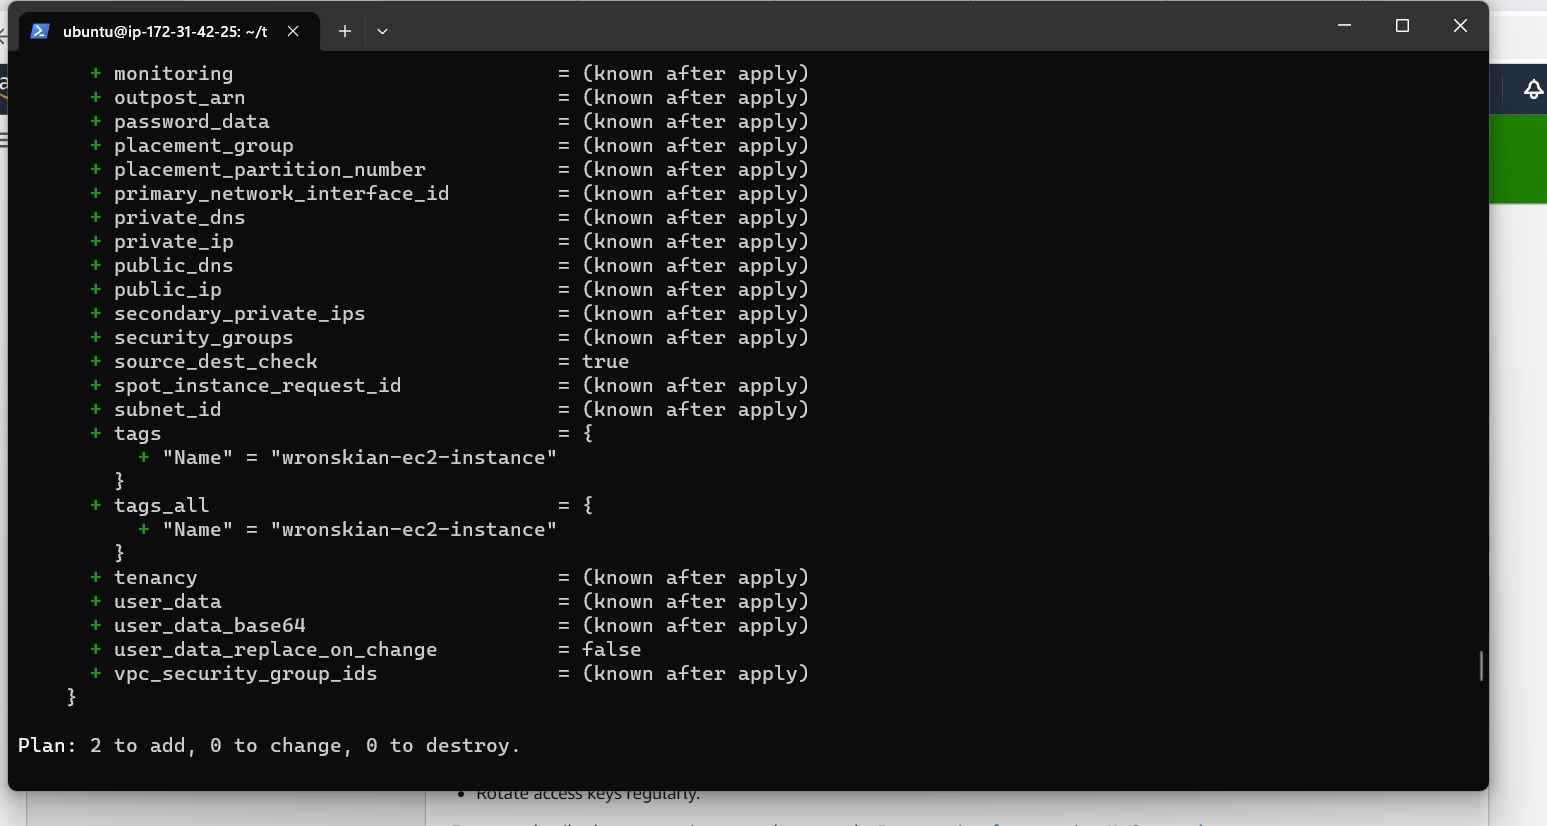 ubuntu@ip-172-31-42-25: ~/t
+ monitoring = (known after apply)
+ outpost_arn = (known after apply)
+ password_data = (known after apply)
+ placement_group = (known after apply)
+ placement_partition_number = (known after apply)
+ primary_network_interface_id = (known after apply)
+ private_dns = (known after apply)
+ private_ip = (known after apply)
+ public_dns = (known after apply)
+ public_ip = (known after apply)
+ secondary_private_ips = (known after apply)
+ security_groups = (known after apply)
+ source_dest_check = true
+ spot_instance_request_id = (known after apply)
+ subnet_id = (known after apply)
+ tags = {
+ "Name" = "wronskian-ec2-instance"
}
+ tags_all = {
+ "Name" = "wronskian-ec2-instance"
}
+ tenancy = (known after apply)
+ user_data = (known after apply)
+ user_data_base64 = (known after apply)
+ user_data_replace_on_change = false
+ vpc_security_group_ids = (known after apply)
}
Plan: 2 to add, 0 to change, 0 to destroy.
• Rotate access keys regularly.